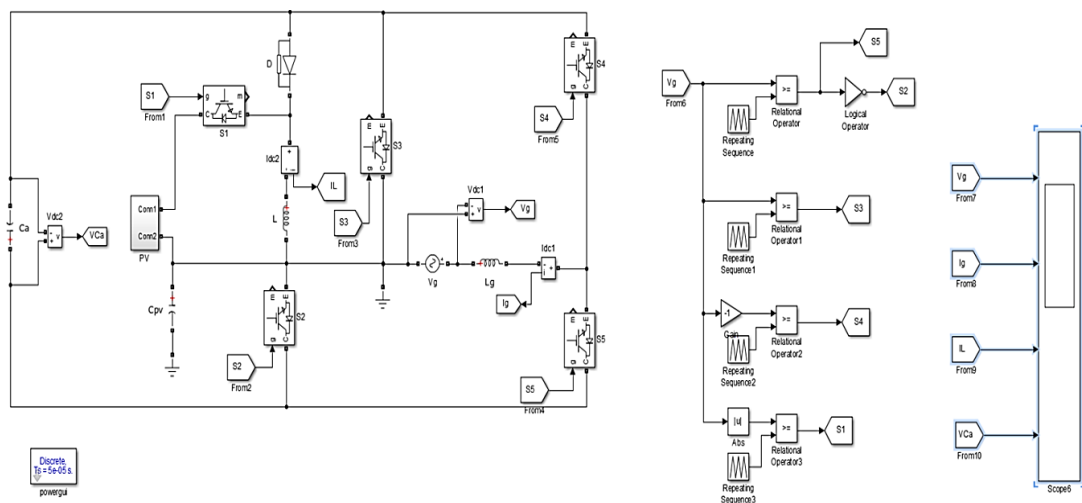 D
m
E
C
g
S4
S4
From5
S1
From1
g
m
C
E
S1
m
E
g
C
S3
Idc2
+
-i
IL
L
S3
From3
Ca
+
Vdc2
-
+
v
VCa
Conn1
Conn2
PV
Cpv
+
Vdc1
-
+
v
Vg
Vg
+
Lg
Idc1
-
+
i
Ig
m
E
g
C
S2
S2
From2
m
E
g
C
S5
S5
From4
Discrete,
Ts = 5e-05 s.
powergui
Vg
From6
>=
Relational
Operator
Repeating
Sequence
S5
Logical
Operator
S2
>=
Relational
Operator1
Repeating
Sequence1
S3
-1
Gain
>=
Relational
Operator2
Repeating
Sequence2
S4
|u|
Abs
>=
Relational
Operator3
Repeating
Sequence3
S1
Vg
From7
Ig
From8
IL
From9
VCa
From10
Scope6